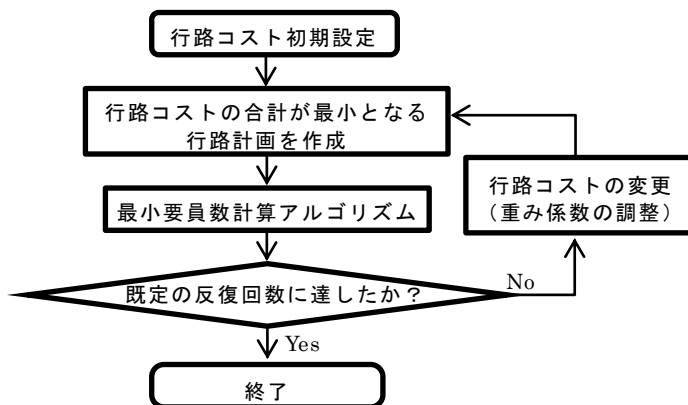 行路コスト初期設定
行路コストの合計が最小となる
行路計画を作成
最小要員数計算アルゴリズム
行路コストの変更
（重み係数の調整）
既定の反復回数に達したか？
No
Yes
終了